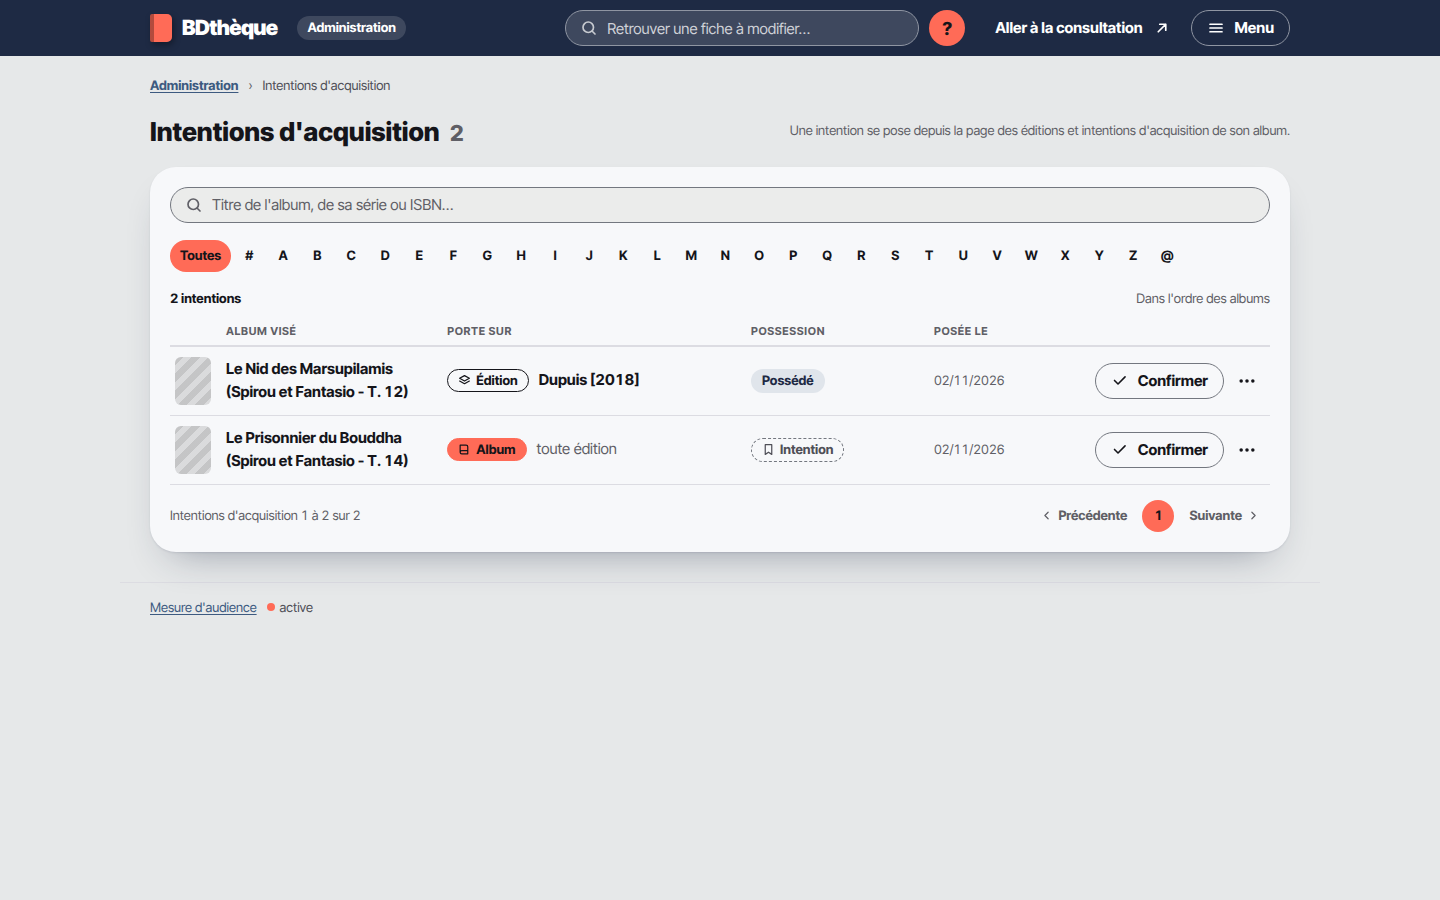 BDthèque Administration Retrouver une fiche à modifier... ? Aller à la consultation Menu
Administration › Intentions d'acquisition
Intentions d'acquisition 2 Une intention se pose depuis la page des éditions et intentions d'acquisition de son album.
Titre de l'album, de sa série ou ISBN...
Toutes # A B C D E F G H I J K L M N O P Q R S T U V W X Y Z @
2 intentions Dans l'ordre des albums
ALBUM VISÉ PORTE SUR POSSESSION POSÉE LE
Le Nid des Marsupilamis
(Spirou et Fantasio - T. 12) Édition Dupuis [2018] Possédé 02/11/2026 Confirmer
Le Prisonnier du Bouddha
(Spirou et Fantasio - T. 14) Album toute édition Intention 02/11/2026 Confirmer
Intentions d'acquisition 1 à 2 sur 2 Précédente 1 Suivante
Mesure d'audience active